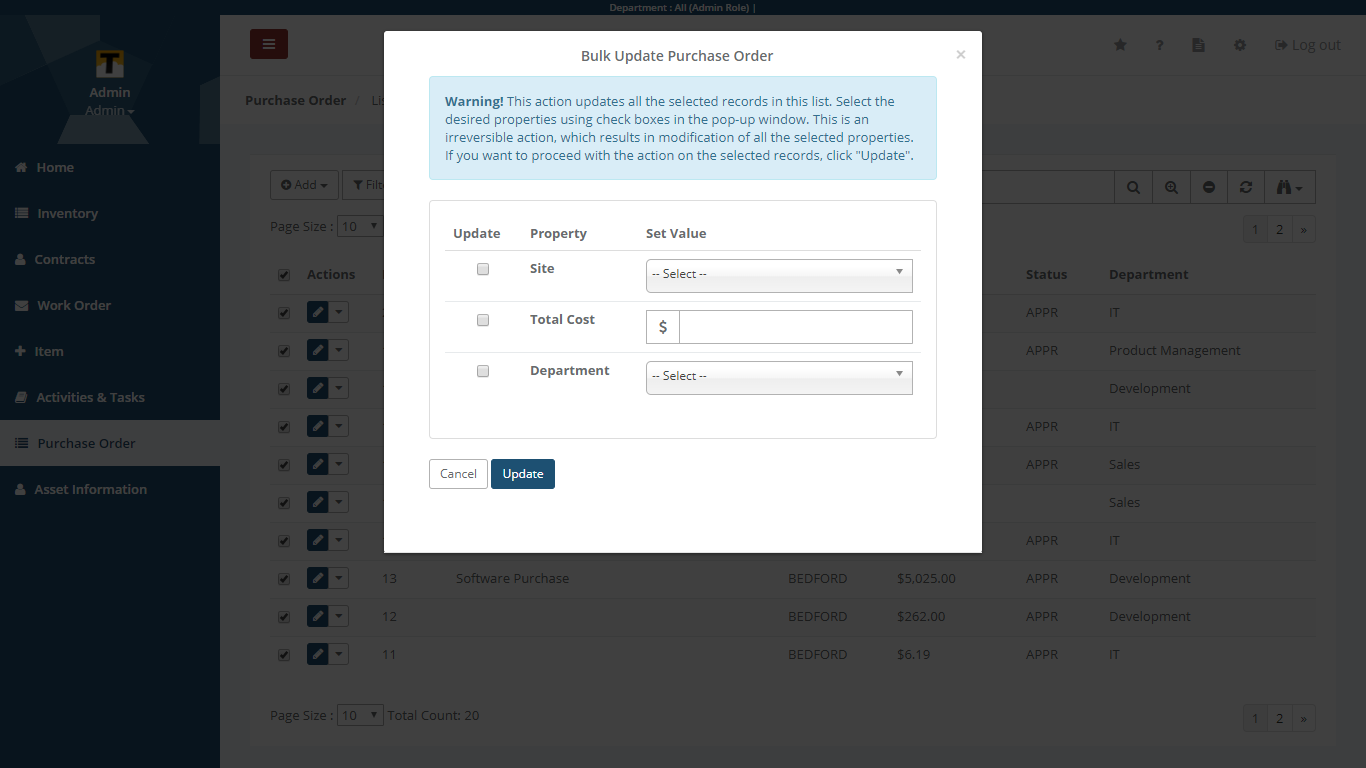 Department : All (Admin Role) |
T
Admin
Admin
Home
Inventory
Contracts
Work Order
Item
Activities & Tasks
Purchase Order
Asset Information
? Log out
Purchase Order /
Add
Page Size : 10
1 2 »
Actions Status Department
APPR IT
APPR Product Management
Development
APPR IT
APPR Sales
Sales
APPR IT
13 Software Purchase BEDFORD $5,025.00 APPR Development
12 BEDFORD $262.00 APPR Development
11 BEDFORD $6.19 APPR IT
Page Size : 10 Total Count: 20
1 2 »
Bulk Update Purchase Order ×
Warning! This action updates all the selected records in this list. Select the
desired properties using check boxes in the pop-up window. This is an
irreversible action, which results in modification of all the selected properties.
If you want to proceed with the action on the selected records, click "Update".
Update Property Set Value
Site -- Select --
Total Cost $
Department -- Select --
Cancel Update